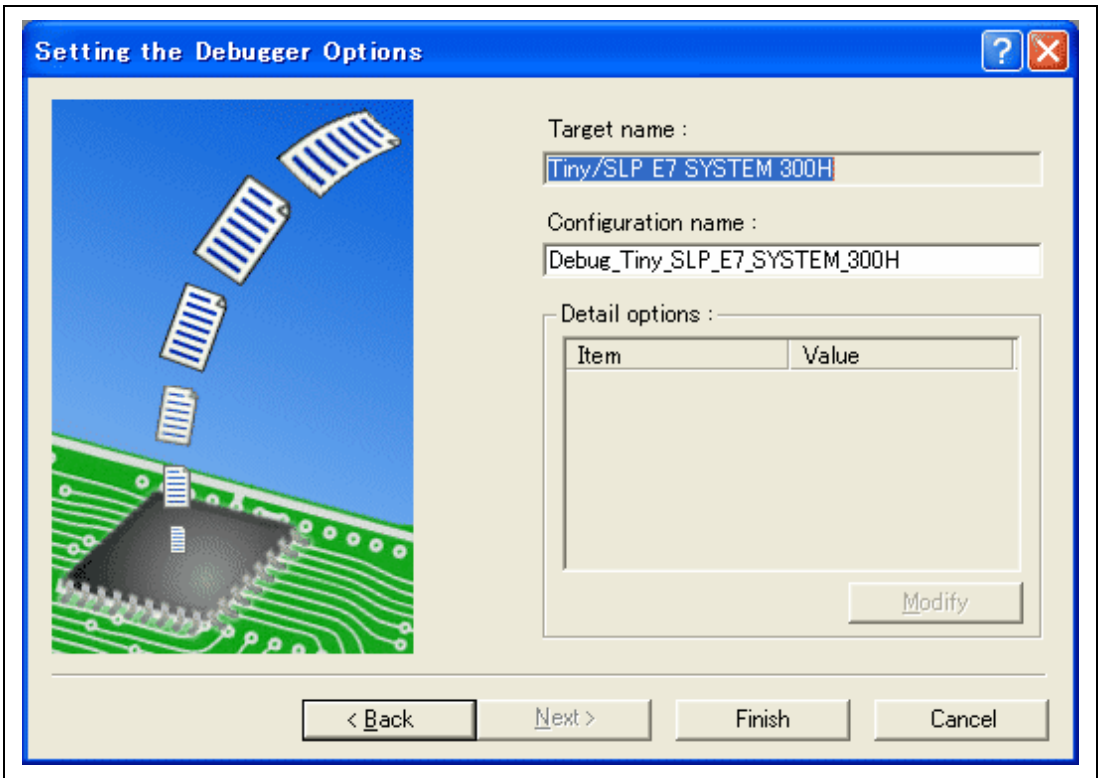 Setting the Debugger Options
Target name :
Tiny/SLP E7 SYSTEM 300H
Configuration name :
Debug_Tiny_SLP_E7_SYSTEM_300H
Detail options :
Item Value
Modify
< Back Next > Finish Cancel